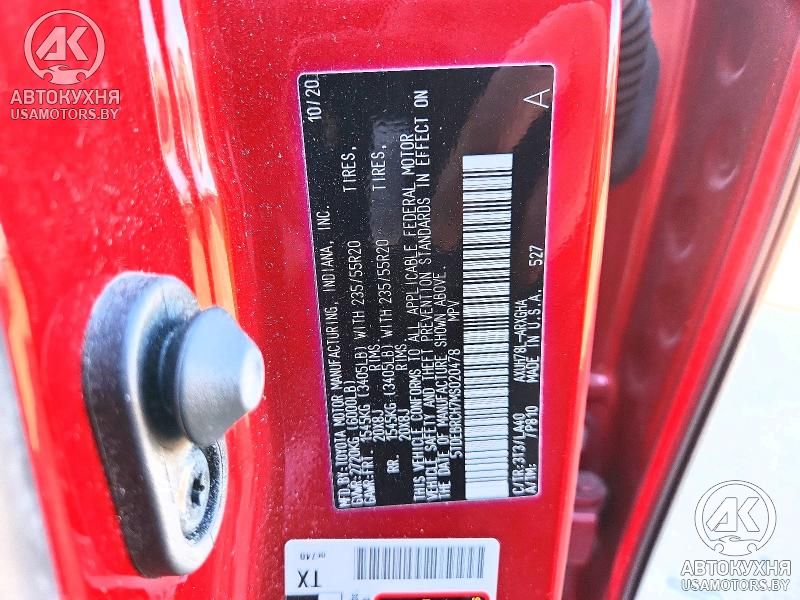 АВТОКУХНЯ
USAMOTORS.BY
10/20
MFD.BY:TOYOTA MOTOR MANUFACTURING, INDIANA, INC.
GVWR:2720KG (6000LB)
GAWR:FRT. 1545KG (3405LB) WITH 235/55R20 TIRES,
20X8J RIMS,
RR. 1545KG (3405LB) WITH 235/55R20 TIRES,
20X8J RIMS,
THIS VEHICLE CONFORMS TO ALL APPLICABLE FEDERAL MOTOR
VEHICLE SAFETY AND THEFT PREVENTION STANDARDS IN EFFECT ON
THE DATE OF MANUFACTURE SHOWN ABOVE.
5TDEBRCH7MS020478 MPV
A
C/TR:3T3/LA40 AXUH78L-ARXGHA
A/TM: /P810 MADE IN U.S.A. 527
TX
АВТОКУХНЯ
USAMOTORS.BY